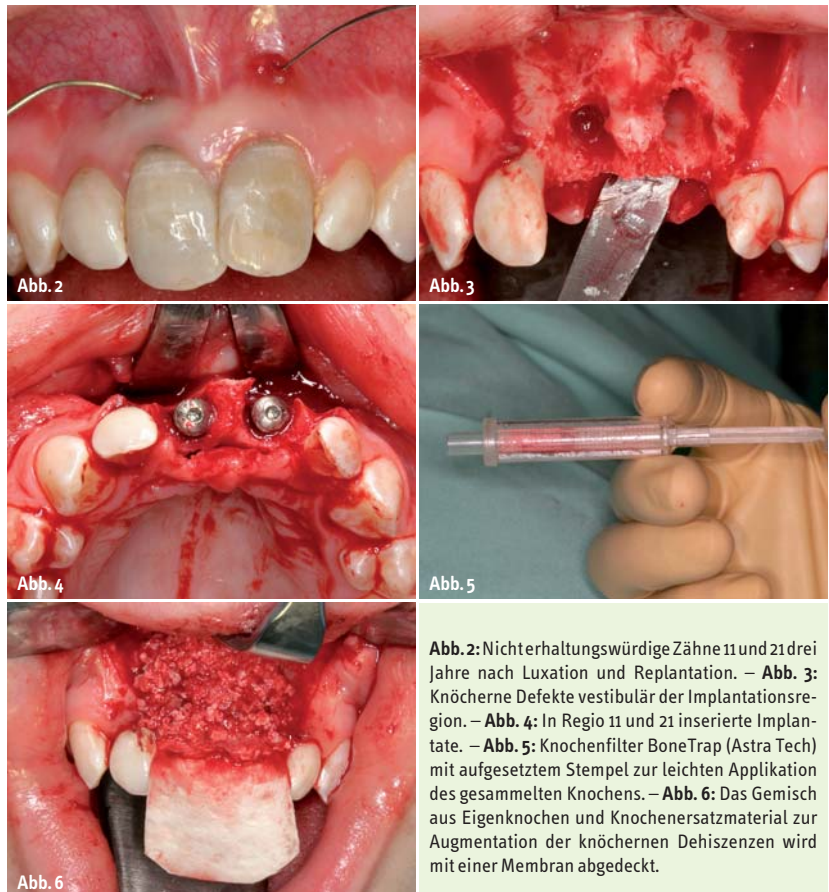 Abb. 2
Abb. 3
Abb. 4
Abb. 5
Abb. 6
Abb. 2: Nicht erhaltungswürdige Zähne 11 und 21 drei
Jahre nach Luxation und Replantation. – Abb. 3:
Knöcherne Defekte vestibulär der Implantationsre-
gion. – Abb. 4: In Regio 11 und 21 inserierte Implan-
tate. – Abb. 5: Knochenfilter BoneTrap (Astra Tech)
mit aufgesetztem Stempel zur leichten Applikation
des gesammelten Knochens. – Abb. 6: Das Gemisch
aus Eigenknochen und Knochenersatzmaterial zur
Augmentation der knöchernen Dehiszenzen wird
mit einer Membran abgedeckt.